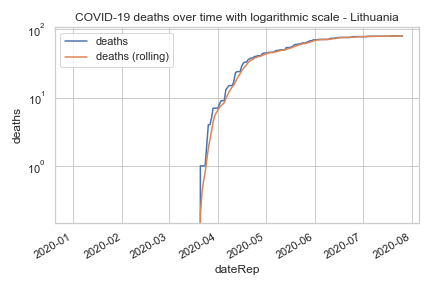 COVID-19 deaths over time with logarithmic scale - Lithuania
deaths
deaths (rolling)
deaths
10²
10¹
10⁰
2020-01
2020-02
2020-03
2020-04
2020-05
2020-06
2020-07
2020-08
dateRep